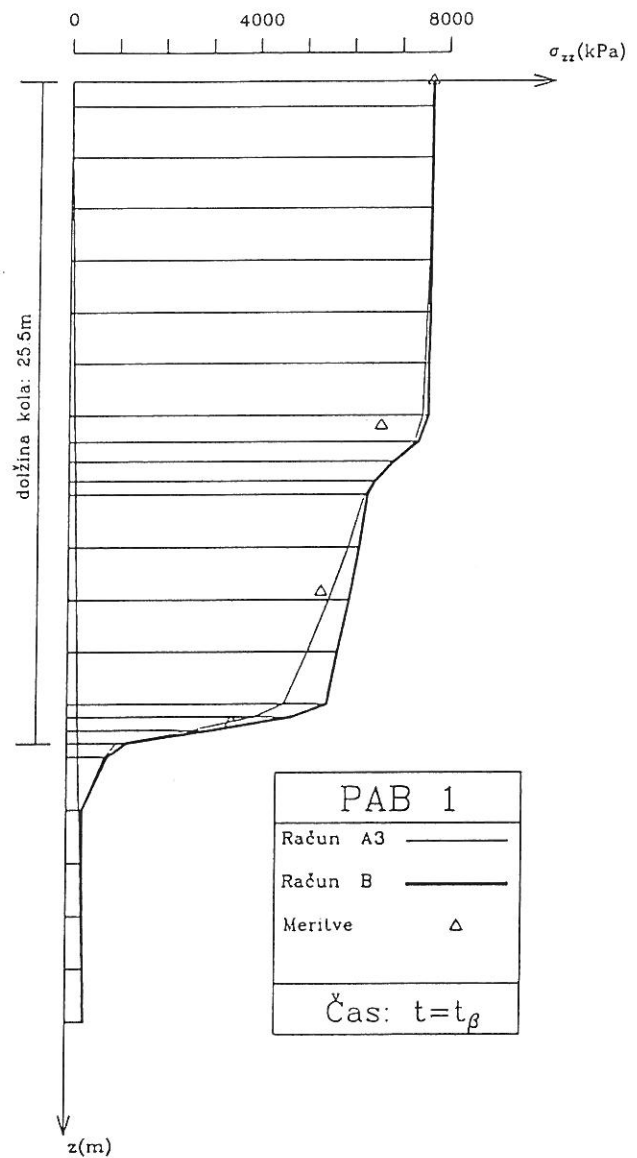 0 4000 8000
σzz(kPa)
dolžina kola: 25.5m
PAB 1
Račun A3
Račun B
Meritve
Čas: t=tβ
z(m)